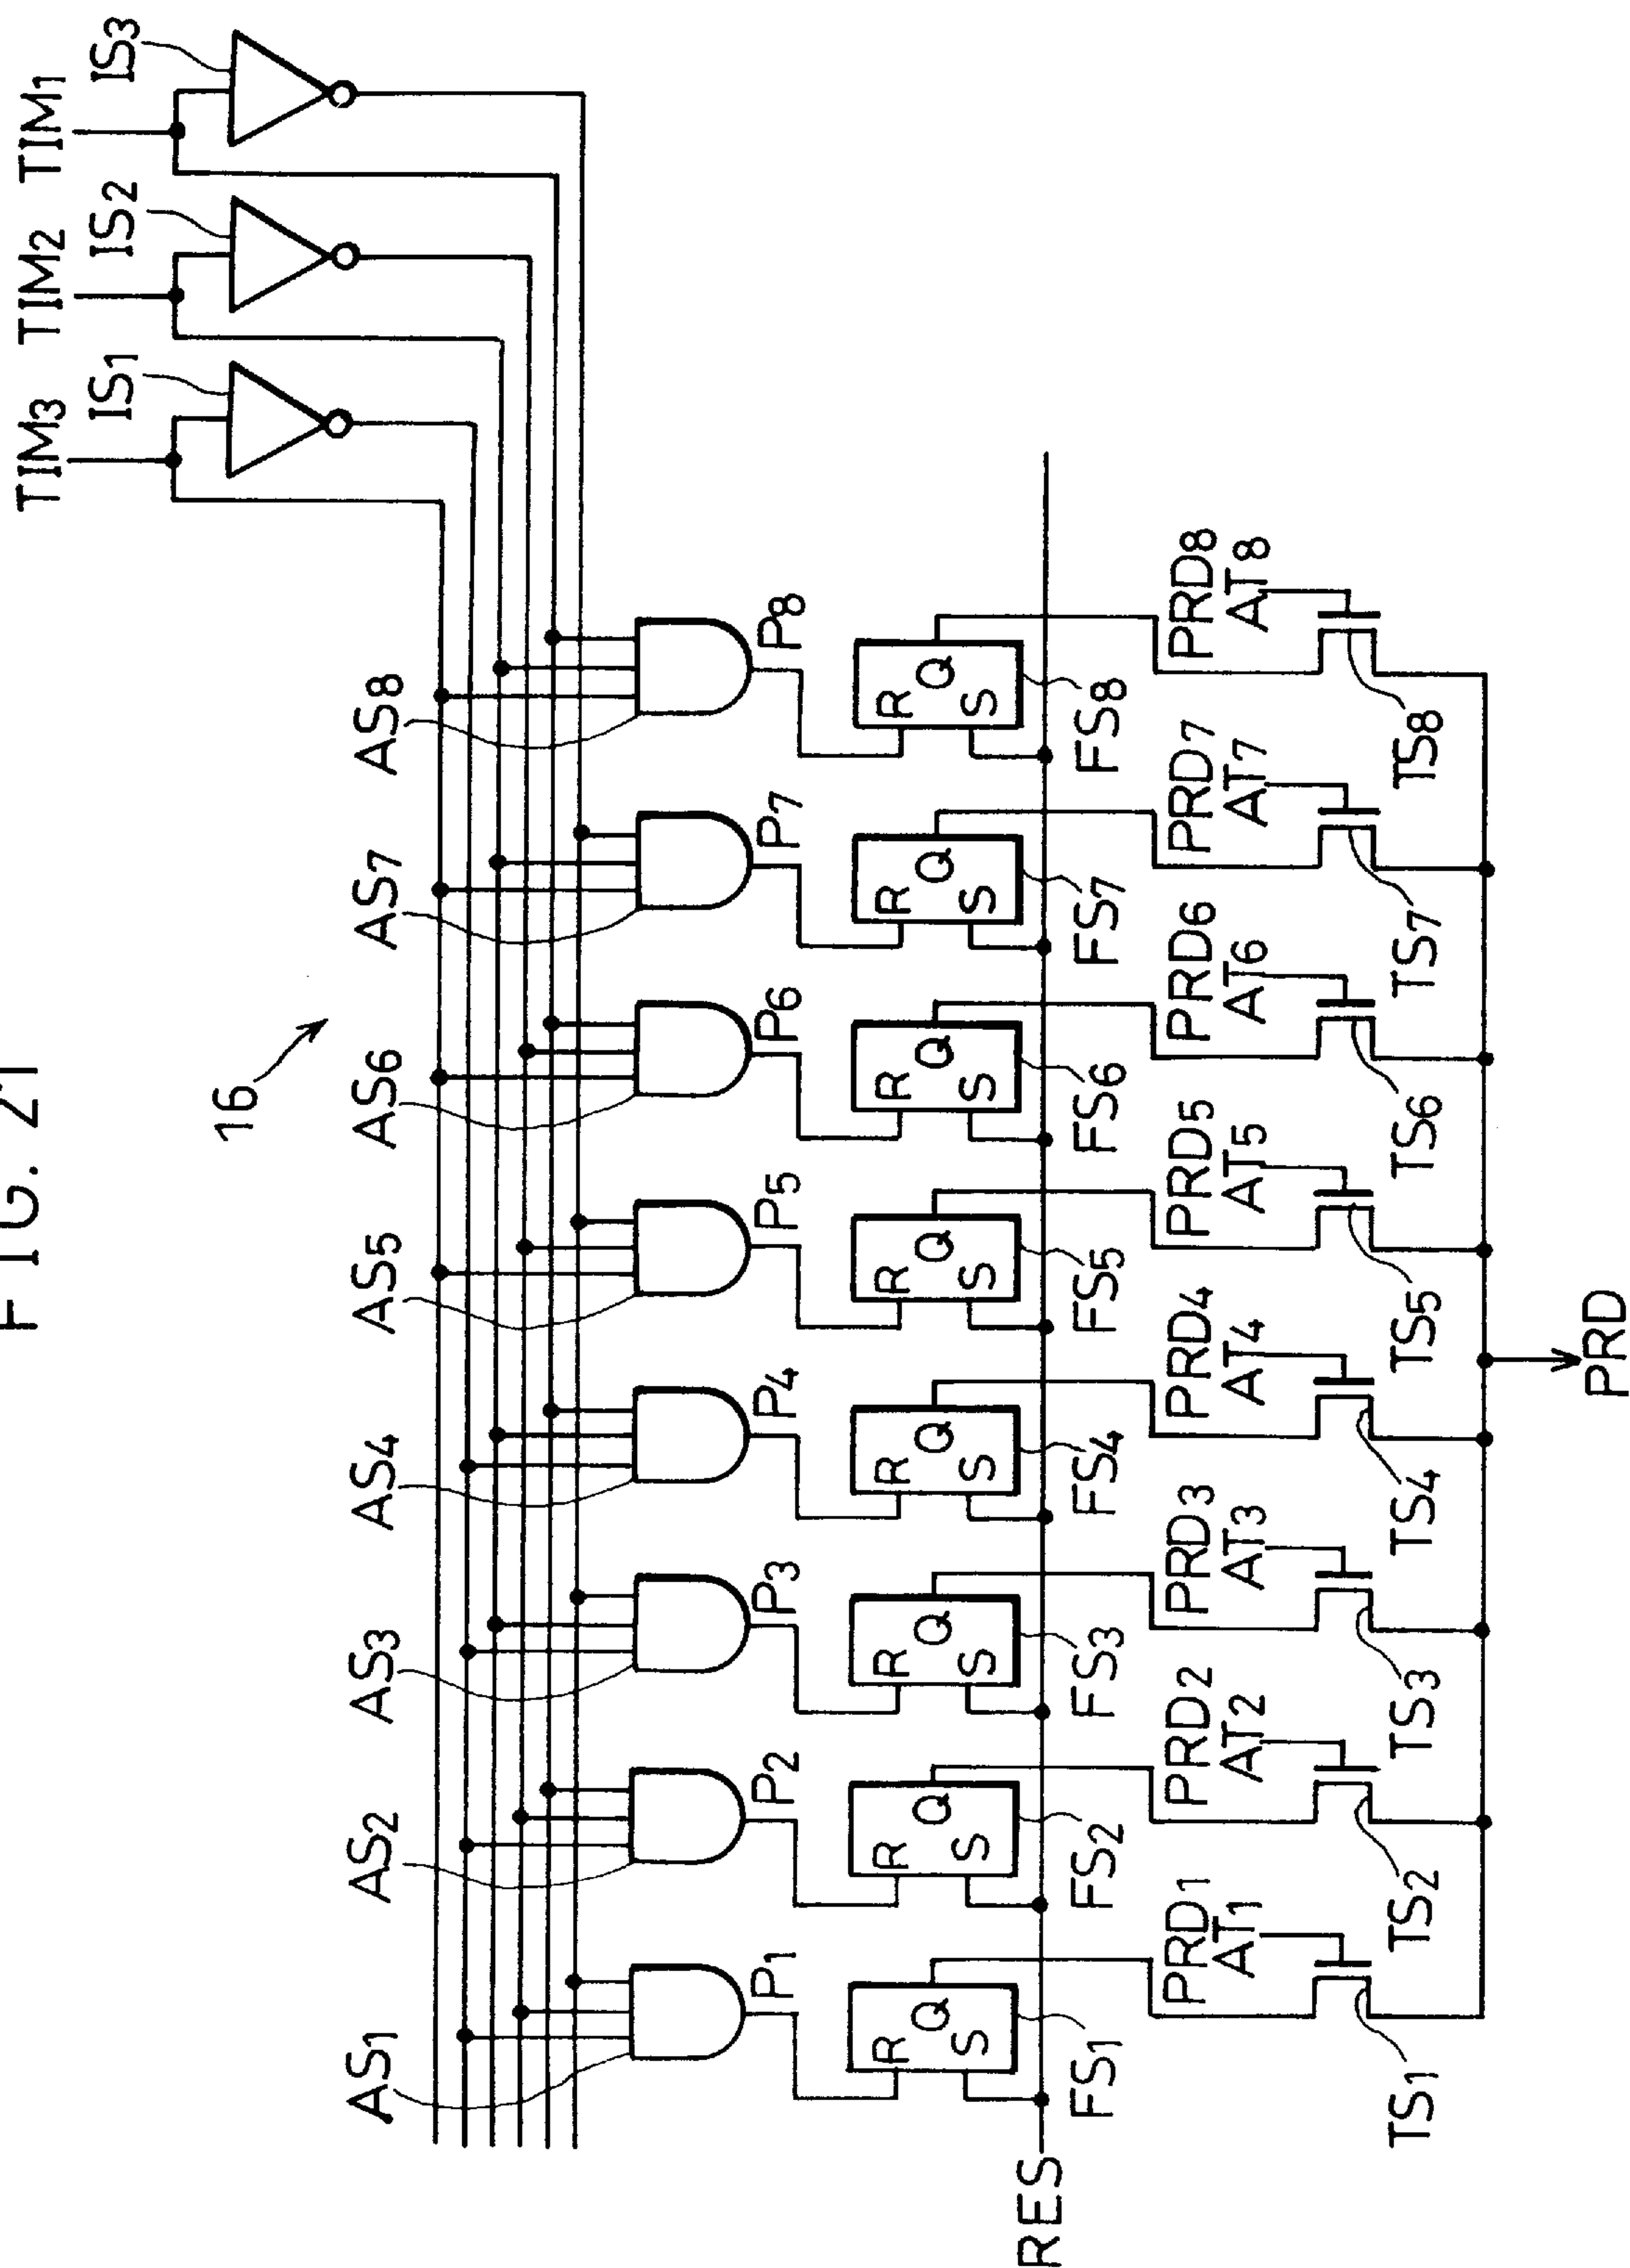 FIG. 21
16
TIM3
TIM2
TIM1
IS1
IS2
IS3
AS1
AS2
AS3
AS4
AS5
AS6
AS7
AS8
P1
P2
P3
P4
P5
P6
P7
P8
R Q S
R Q S
R Q S
R Q S
R Q S
R Q S
R Q S
R Q S
RES
FS1
FS2
FS3
FS4
FS5
FS6
FS7
FS8
PRD1
AT1
PRD2
AT2
PRD3
AT3
PRD4
AT4
PRD5
AT5
PRD6
AT6
PRD7
AT7
PRD8
AT8
TS1
TS2
TS3
TS4
TS5
TS6
TS7
TS8
PRD